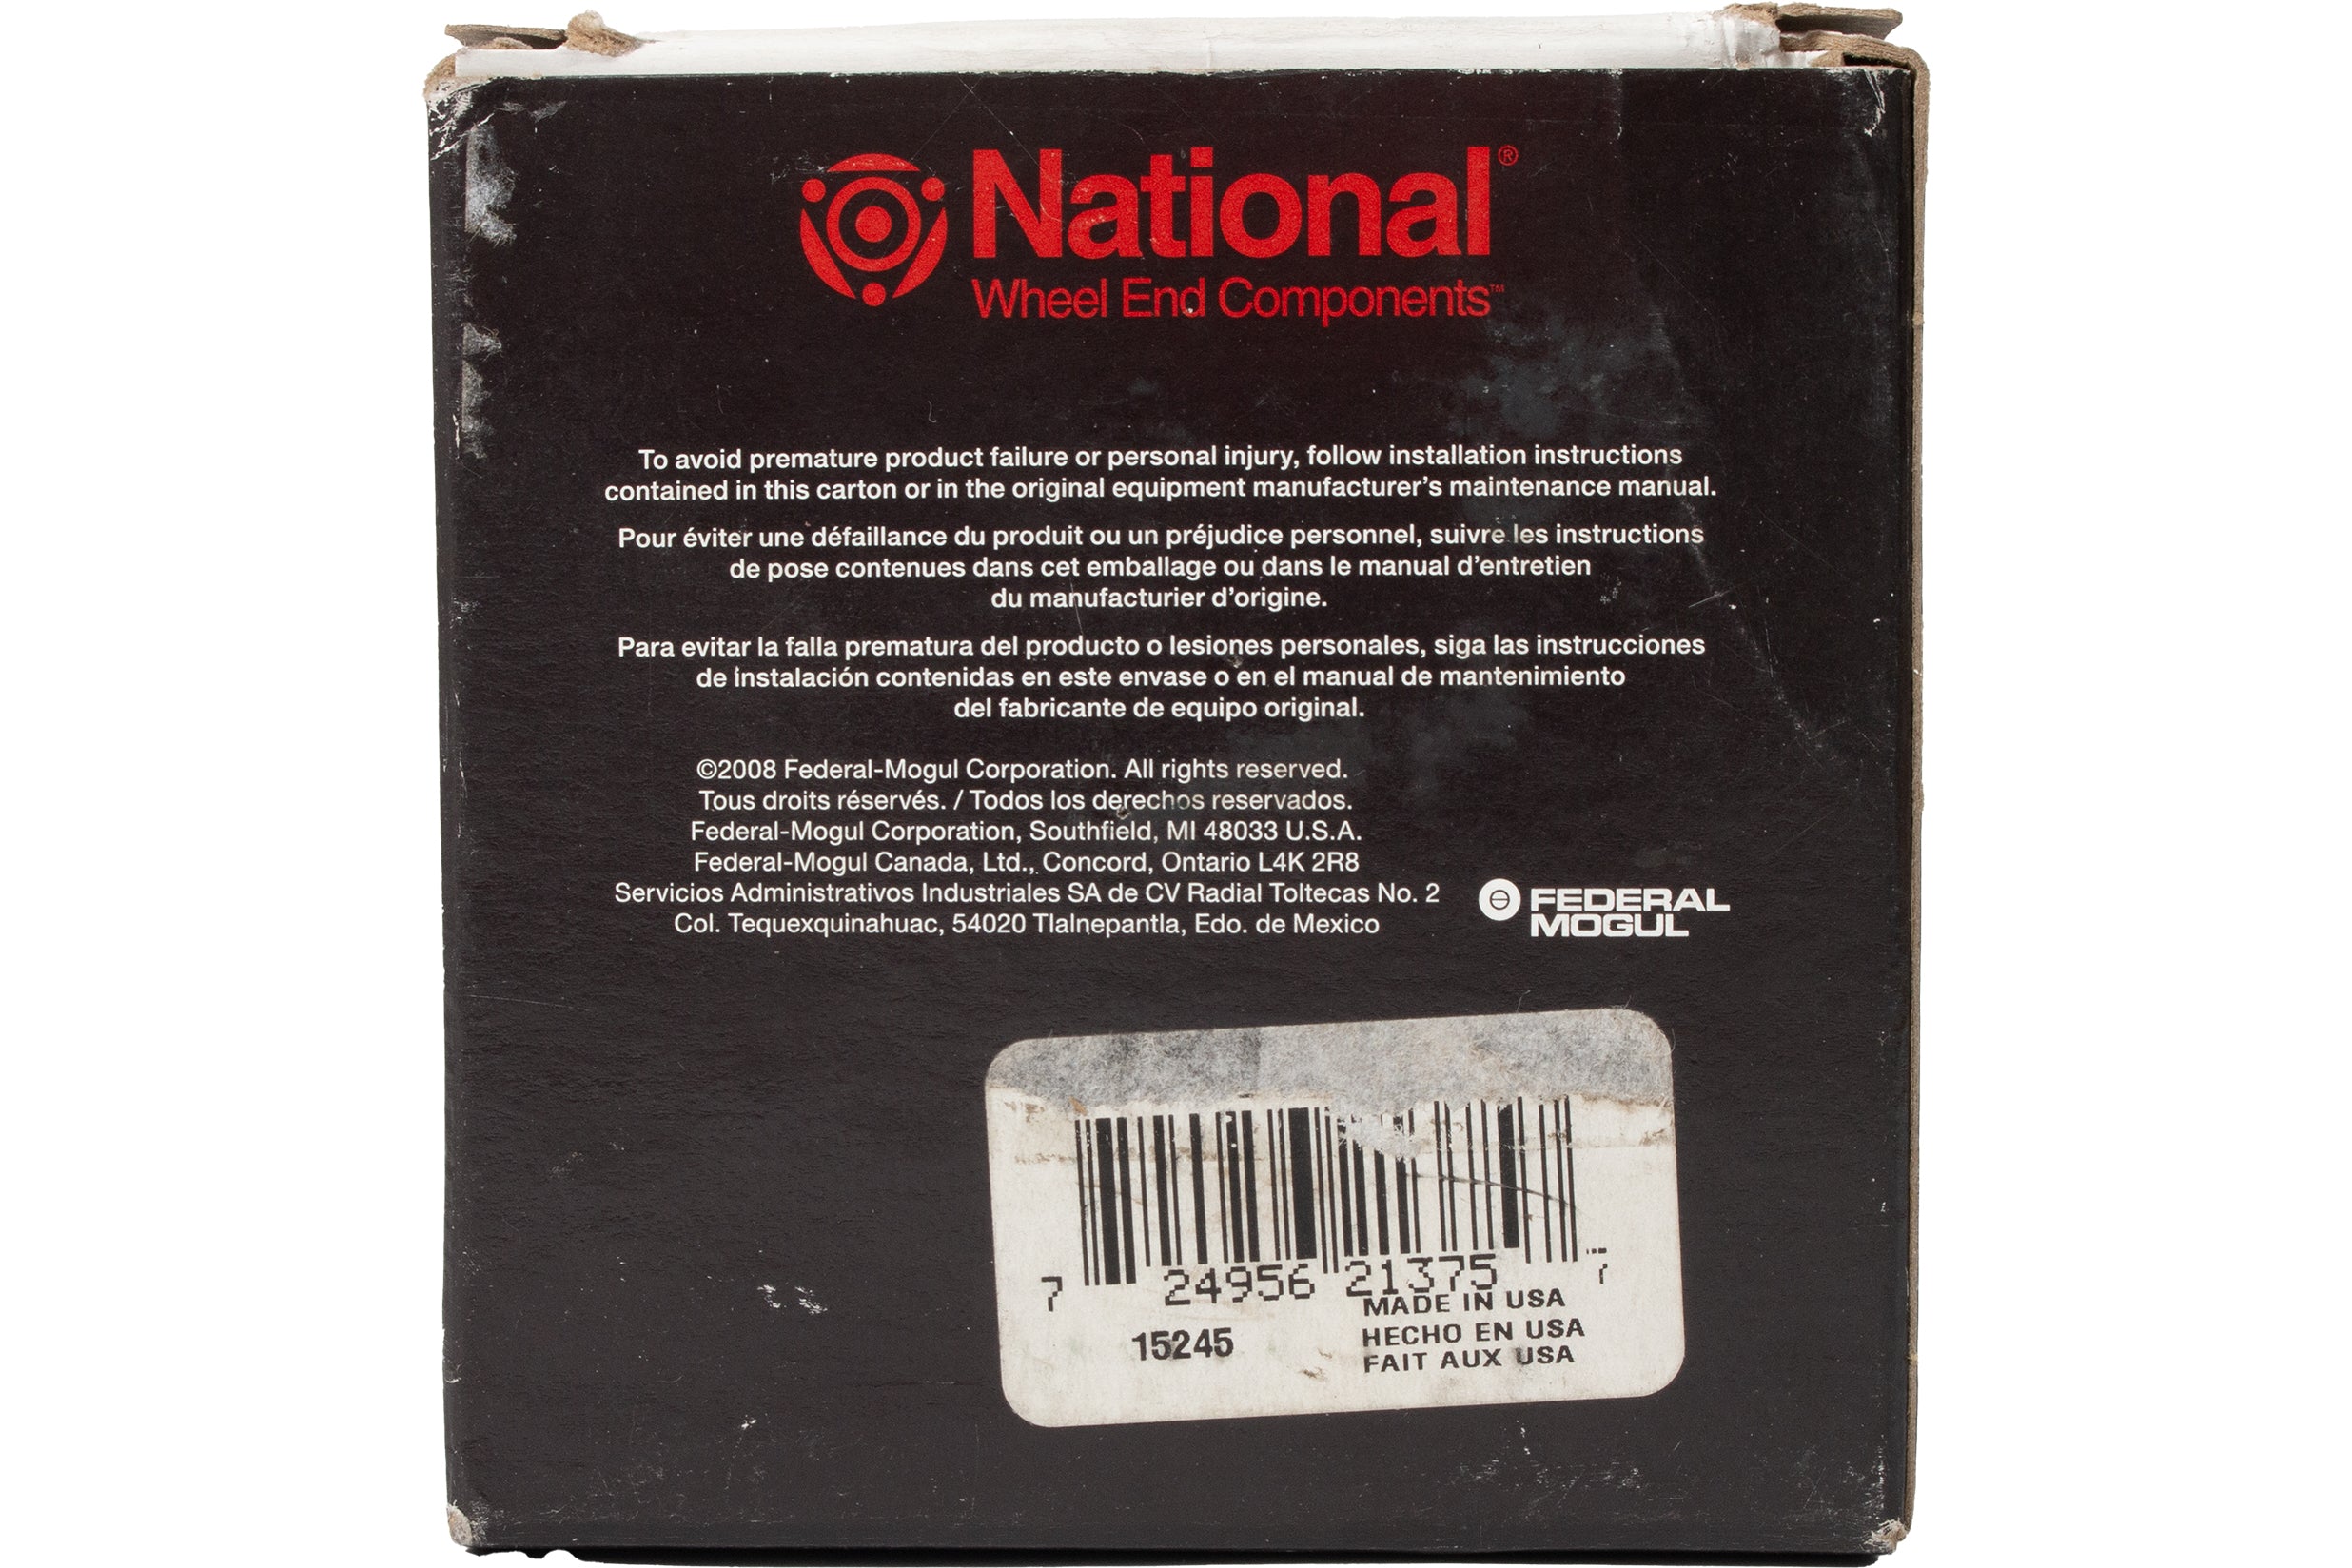 National®
Wheel End Components™
To avoid premature product failure or personal injury, follow installation instructions
contained in this carton or in the original equipment manufacturer's maintenance manual.
Pour éviter une défaillance du produit ou un préjudice personnel, suivre les instructions
de pose contenues dans cet emballage ou dans le manual d'entretien
du manufacturier d'origine.
Para evitar la falla prematura del producto o lesiones personales, siga las instrucciones
de instalación contenidas en este envase o en el manual de mantenimiento
del fabricante de equipo original.
©2008 Federal-Mogul Corporation. All rights reserved.
Tous droits réservés. / Todos los derechos reservados.
Federal-Mogul Corporation, Southfield, MI 48033 U.S.A.
Federal-Mogul Canada, Ltd., Concord, Ontario L4K 2R8
Servicios Administrativos Industriales SA de CV Radial Toltecas No. 2
Col. Tequexquinahuac, 54020 Tlalnepantla, Edo. de Mexico
FEDERAL
MOGUL
7 24956 21375 7
MADE IN USA
15245 HECHO EN USA
FAIT AUX USA